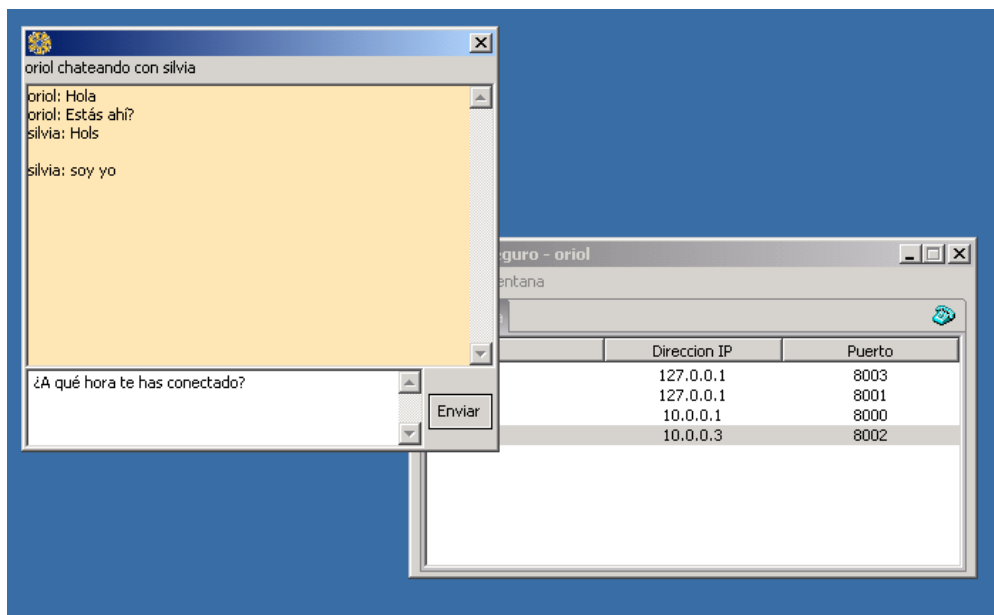 oriol chateando con silvia
oriol: Hola
oriol: Estás ahí?
silvia: Hols
silvia: soy yo
¿A qué hora te has conectado?
Enviar
eguro - oriol
entana
Direccion IP Puerto
127.0.0.1 8003
127.0.0.1 8001
10.0.0.1 8000
10.0.0.3 8002